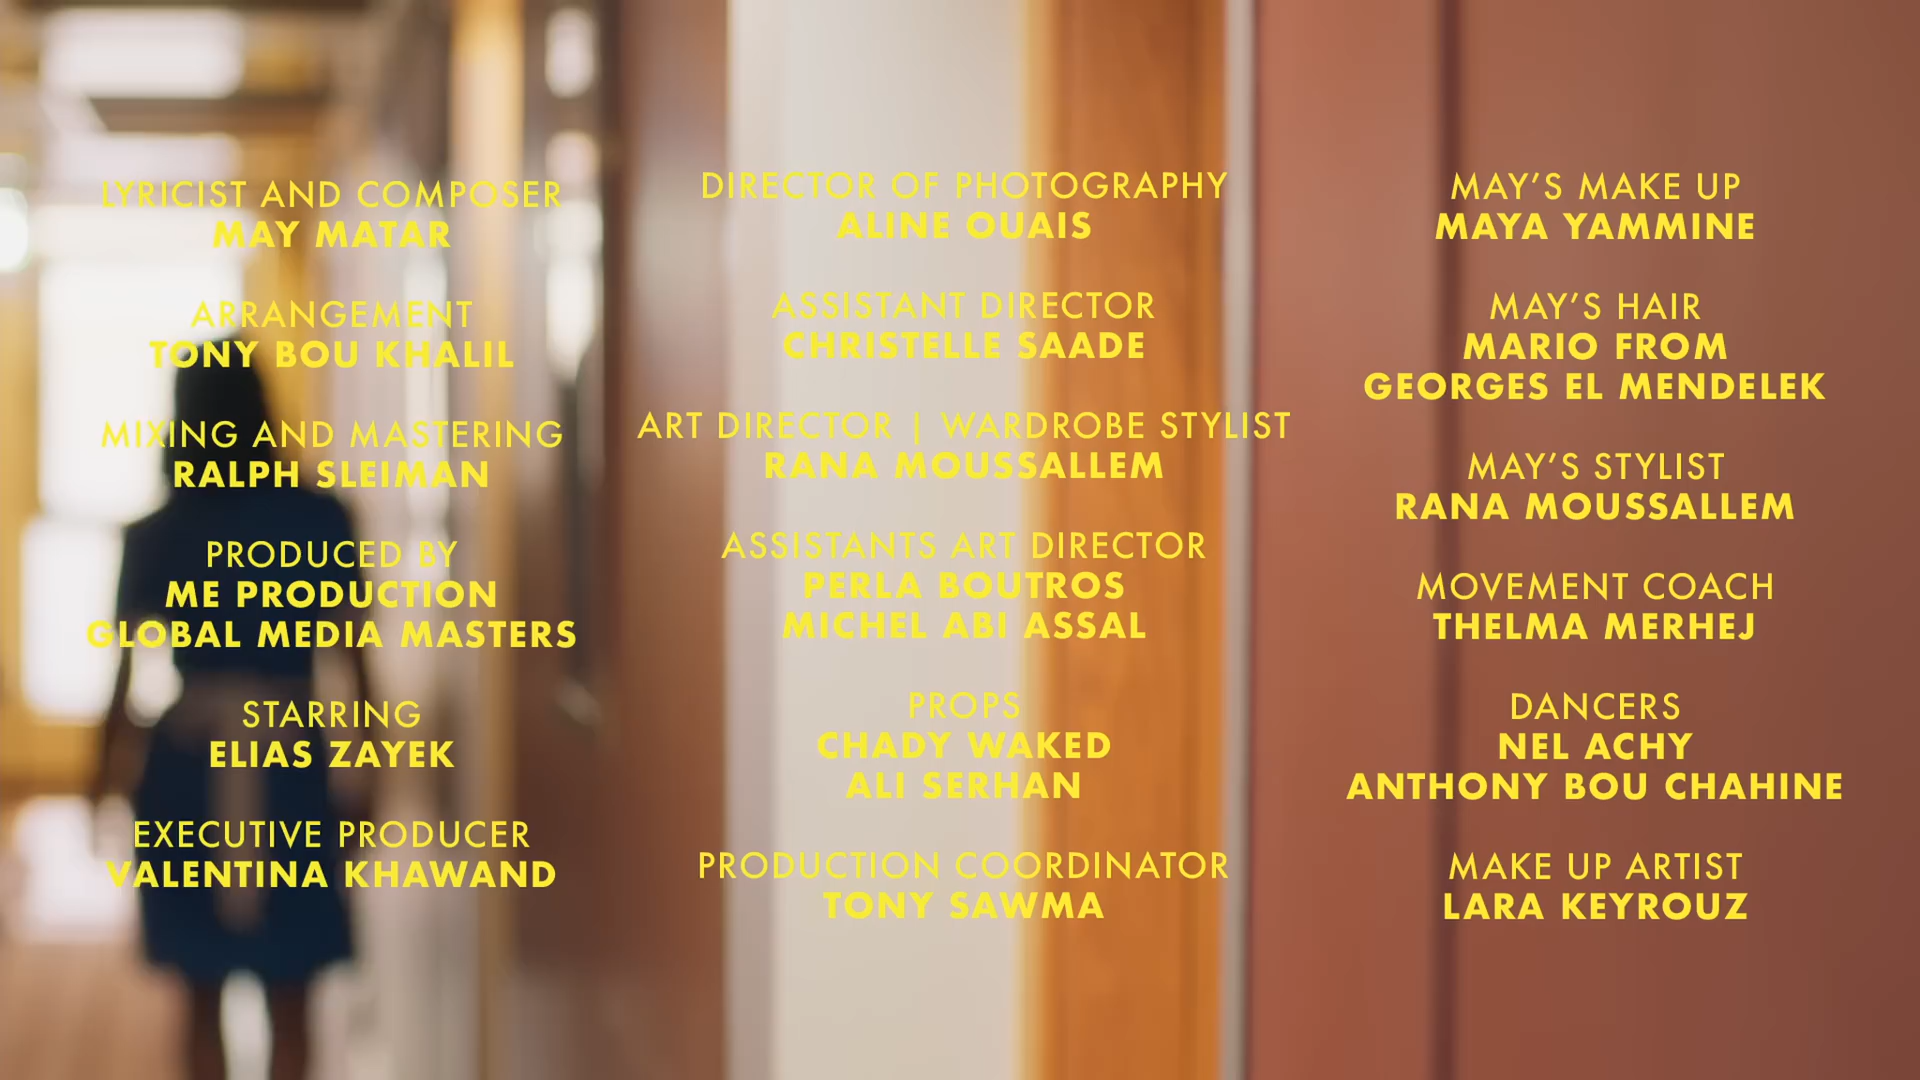 LYRICIST AND COMPOSER
MAY MATAR
ARRANGEMENT
TONY BOU KHALIL
MIXING AND MASTERING
RALPH SLEIMAN
PRODUCED BY
ME PRODUCTION
GLOBAL MEDIA MASTERS
STARRING
ELIAS ZAYEK
EXECUTIVE PRODUCER
VALENTINA KHAWAND
DIRECTOR OF PHOTOGRAPHY
ALINE OUAIS
ASSISTANT DIRECTOR
CHRISTELLE SAADE
ART DIRECTOR | WARDROBE STYLIST
RANA MOUSSALLEM
ASSISTANTS ART DIRECTOR
PERLA BOUTROS
MICHEL ABI ASSAL
PROPS
CHADY WAKED
ALI SERHAN
PRODUCTION COORDINATOR
TONY SAWMA
MAY'S MAKE UP
MAYA YAMMINE
MAY'S HAIR
MARIO FROM
GEORGES EL MENDELEK
MAY'S STYLIST
RANA MOUSSALLEM
MOVEMENT COACH
THELMA MERHEJ
DANCERS
NEL ACHY
ANTHONY BOU CHAHINE
MAKE UP ARTIST
LARA KEYROUZ